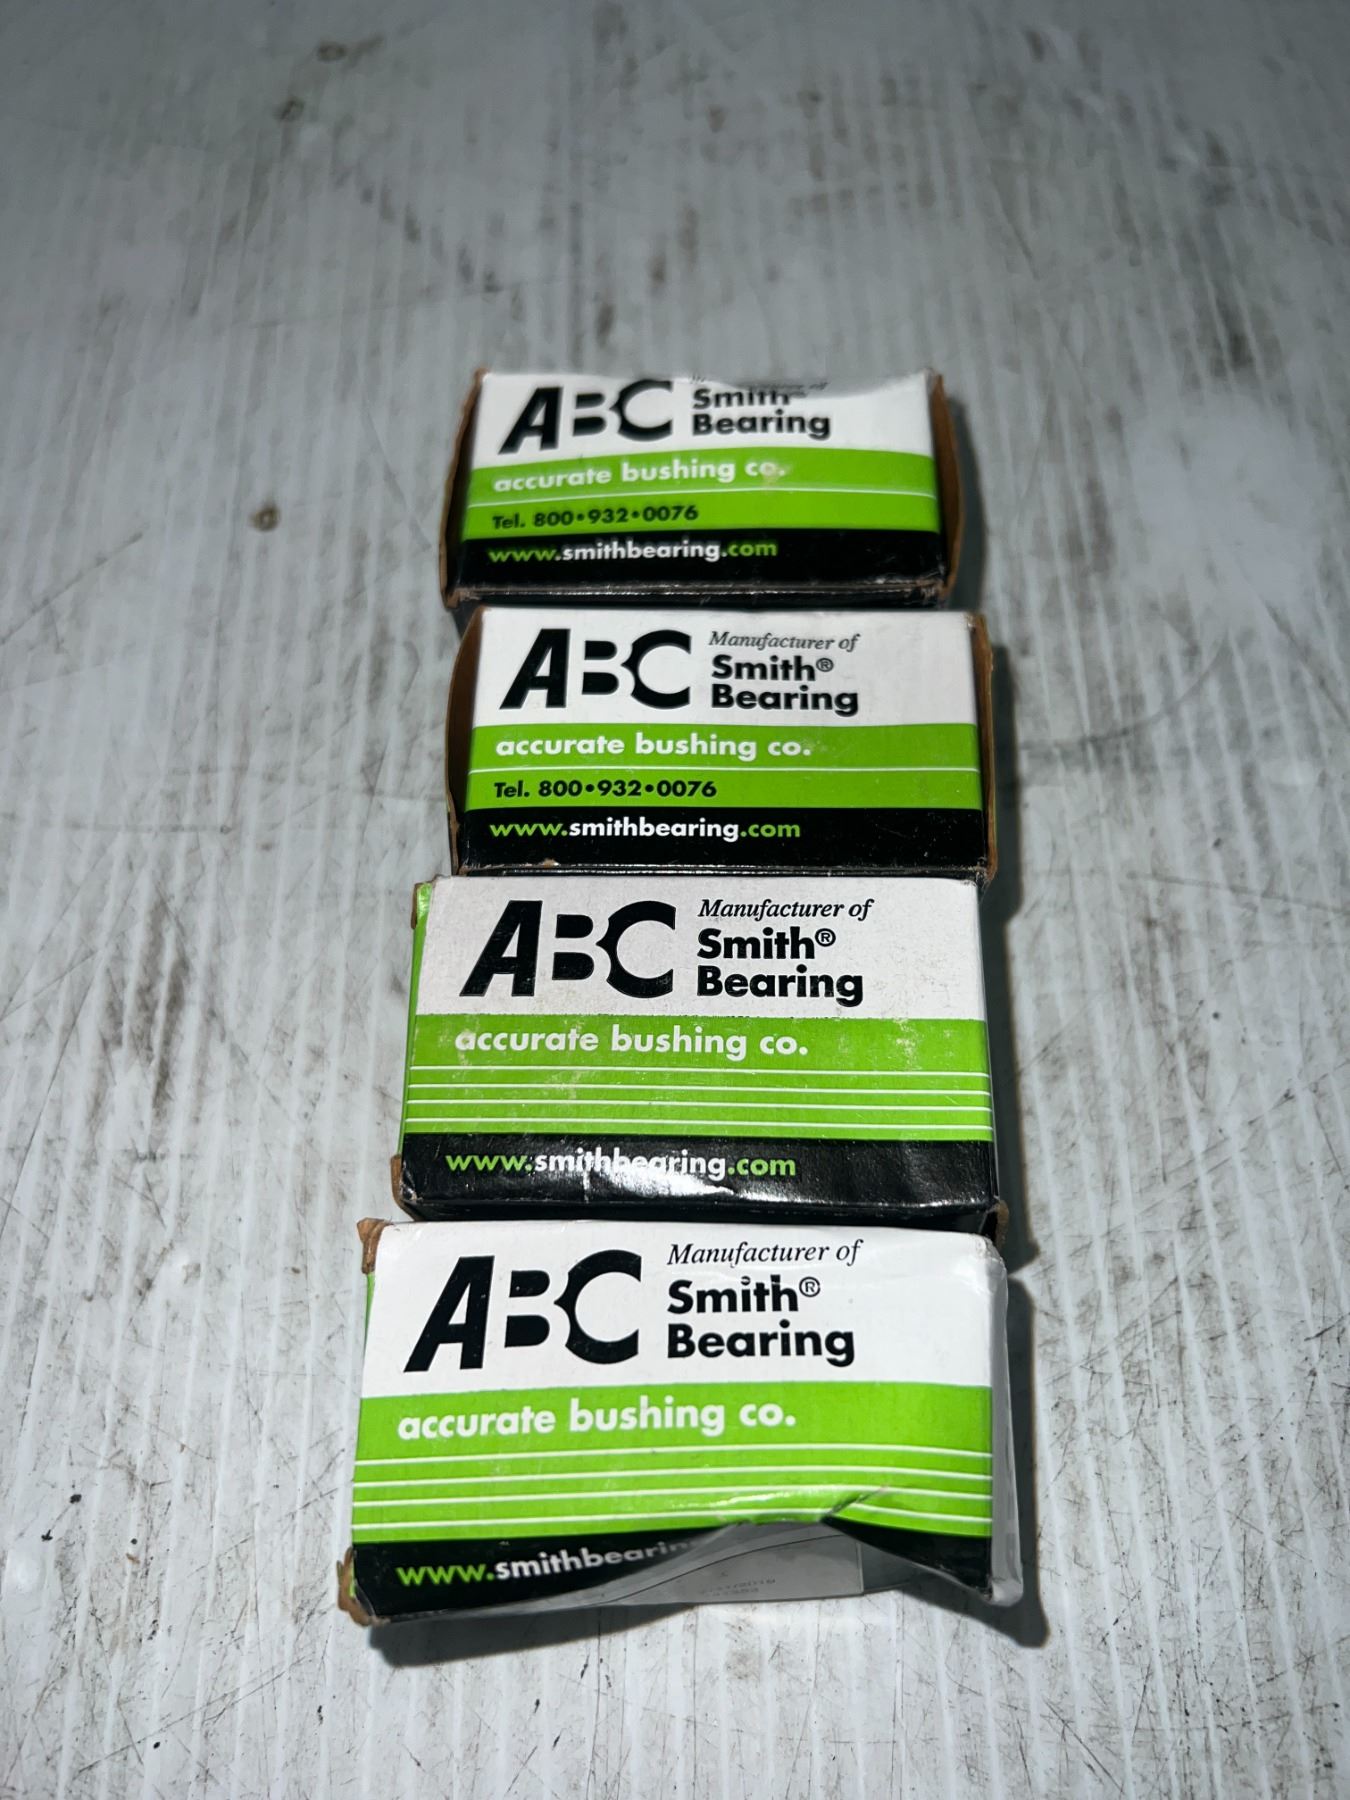 ABC Smith
Bearing
accurate bushing co.
Tel. 800•932•0076
www.smithbearing.com
ABC Manufacturer of
Smith®
Bearing
accurate bushing co.
Tel. 800•932•0076
www.smithbearing.com
ABC Manufacturer of
Smith®
Bearing
accurate bushing co.
www.smithbearing.com
ABC Manufacturer of
Smith®
Bearing
accurate bushing co.
www.smithbearin